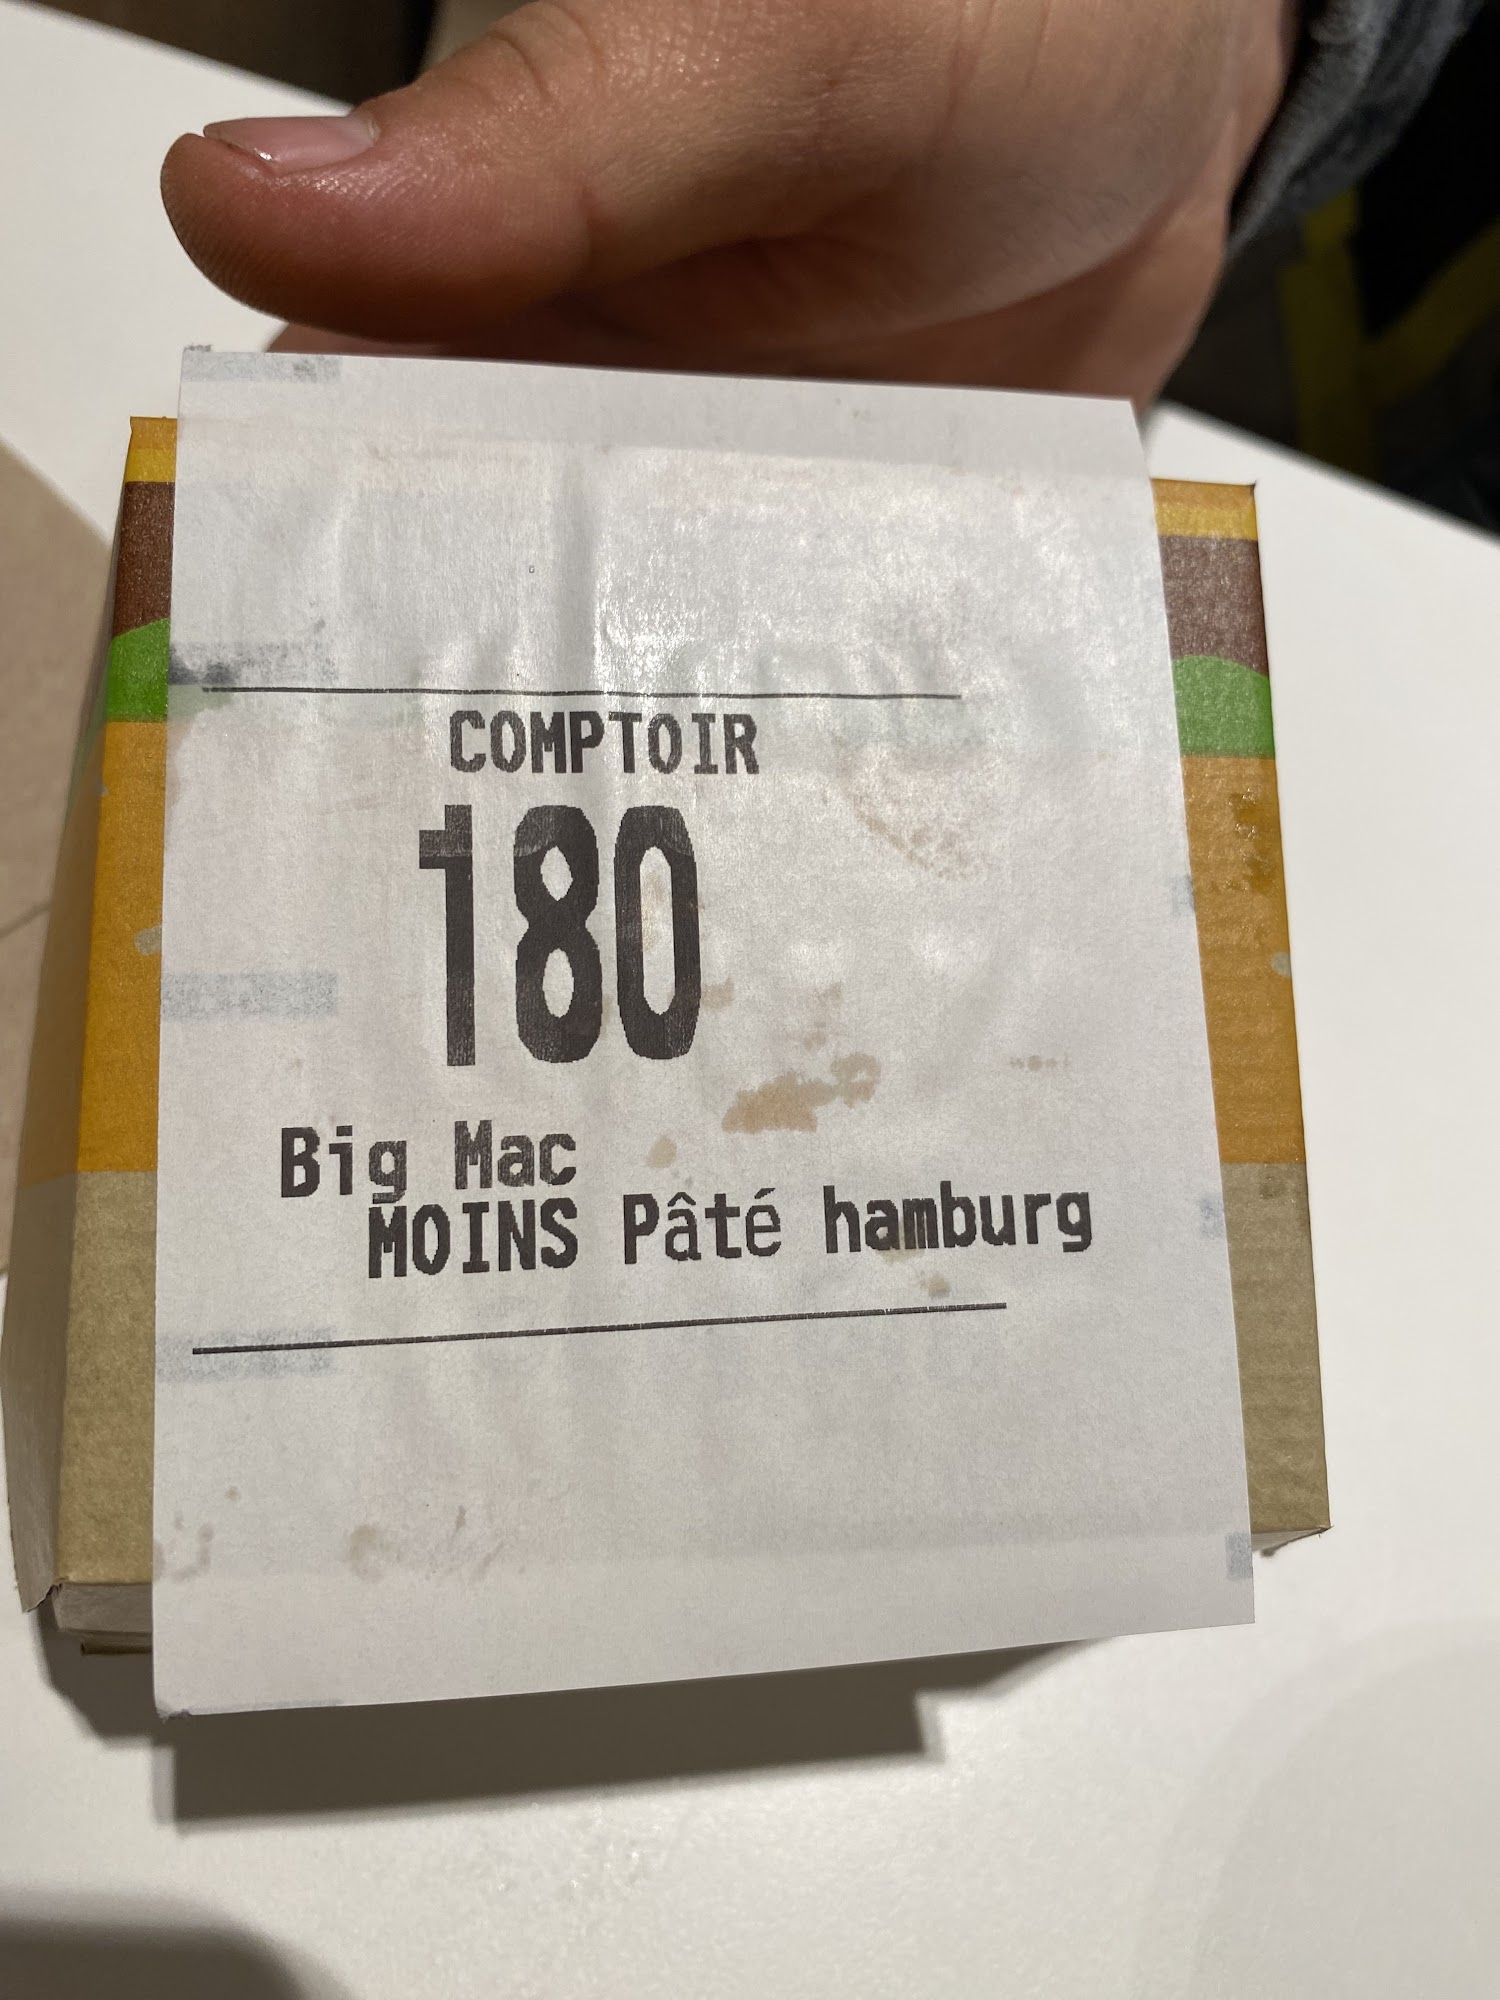 COMPTOIR
180
Big Mac
MOINS Pâté hamburg